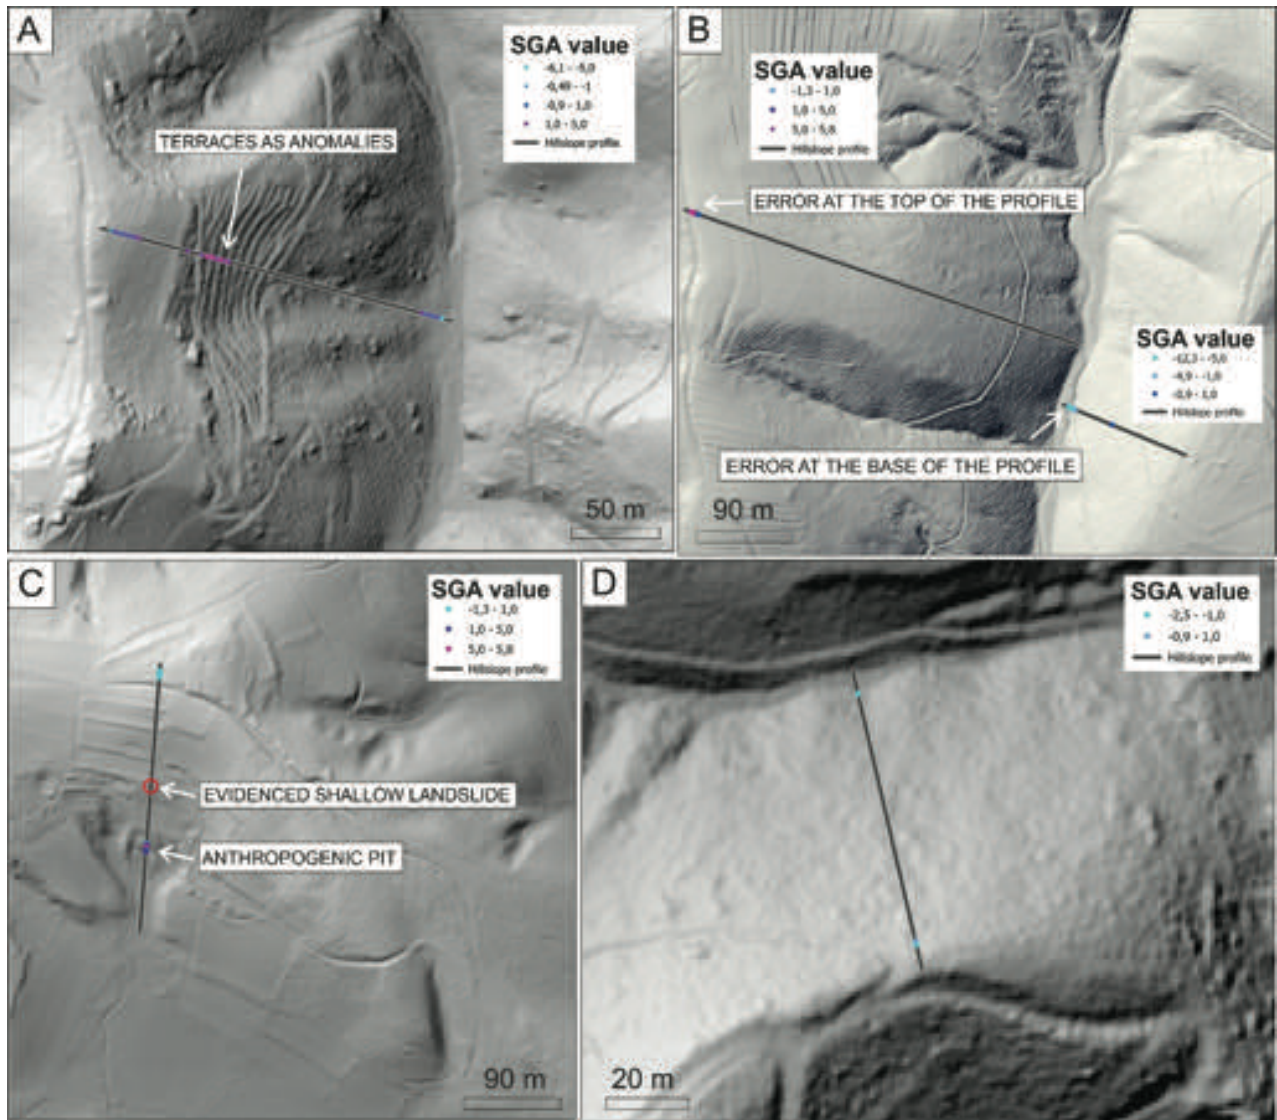 A
SGA value
-6,1 - -5,0
-0,49 - -1
-0,9 - 1,0
1,0 - 5,0
Hillslope profile
TERRACES AS ANOMALIES
50 m
B
SGA value
-1,3 - 1,0
1,0 - 5,0
5,0 - 5,8
Hillslope profile
ERROR AT THE TOP OF THE PROFILE
SGA value
-12,3 - -5,0
-4,9 - -1,0
-0,9 - 1,0
Hillslope profile
ERROR AT THE BASE OF THE PROFILE
90 m
C
SGA value
-1,3 - 1,0
1,0 - 5,0
5,0 - 5,8
Hillslope profile
EVIDENCED SHALLOW LANDSLIDE
ANTHROPOGENIC PIT
90 m
D
SGA value
-2,5 - -1,0
-0,9 - 1,0
Hillslope profile
20 m